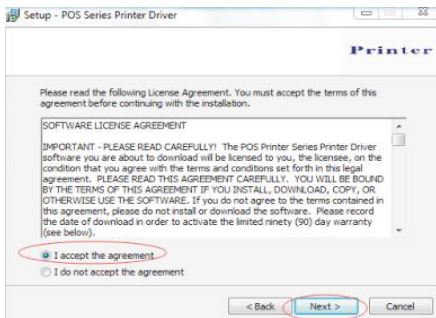 Setup - POS Series Printer Driver
Printer
Please read the following License Agreement. You must accept the terms of this
agreement before continuing with the installation.
SOFTWARE LICENSE AGREEMENT
IMPORTANT - PLEASE READ CAREFULLY! The POS Printer Series Printer Driver
software you are about to download will be licensed to you, the licensee, on the
condition that you agree with the terms and conditions set forth in this legal
agreement. PLEASE READ THIS AGREEMENT CAREFULLY. YOU WILL BE BOUND
BY THE TERMS OF THIS AGREEMENT IF YOU INSTALL, DOWNLOAD, COPY, OR
OTHERWISE USE THE SOFTWARE. If you do not agree to the terms contained in
this agreement, please do not install or download the software. Please record
the date of download in order to activate the limited ninety (90) day warranty
(see below).
I accept the agreement
I do not accept the agreement
< Back Next > Cancel